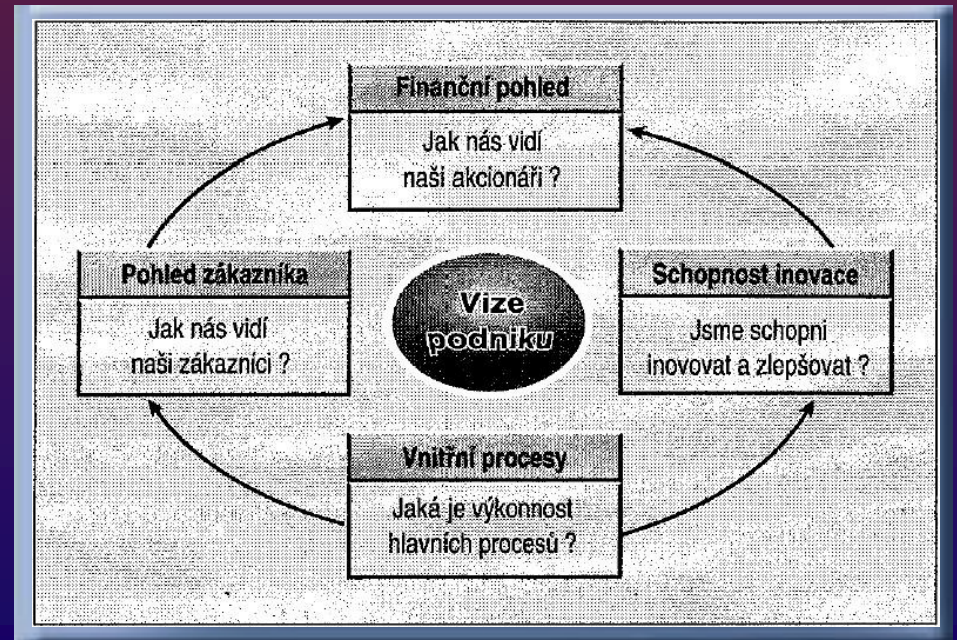 Finanční pohled
Jak nás vidí
naši akcionáři ?
Pohled zákazníka
Jak nás vidí
naši zákazníci ?
Vize
podniku
Schopnost inovace
Jsme schopni
inovovat a zlepšovat ?
Vnitřní procesy
Jaká je výkonnost
hlavních procesů ?